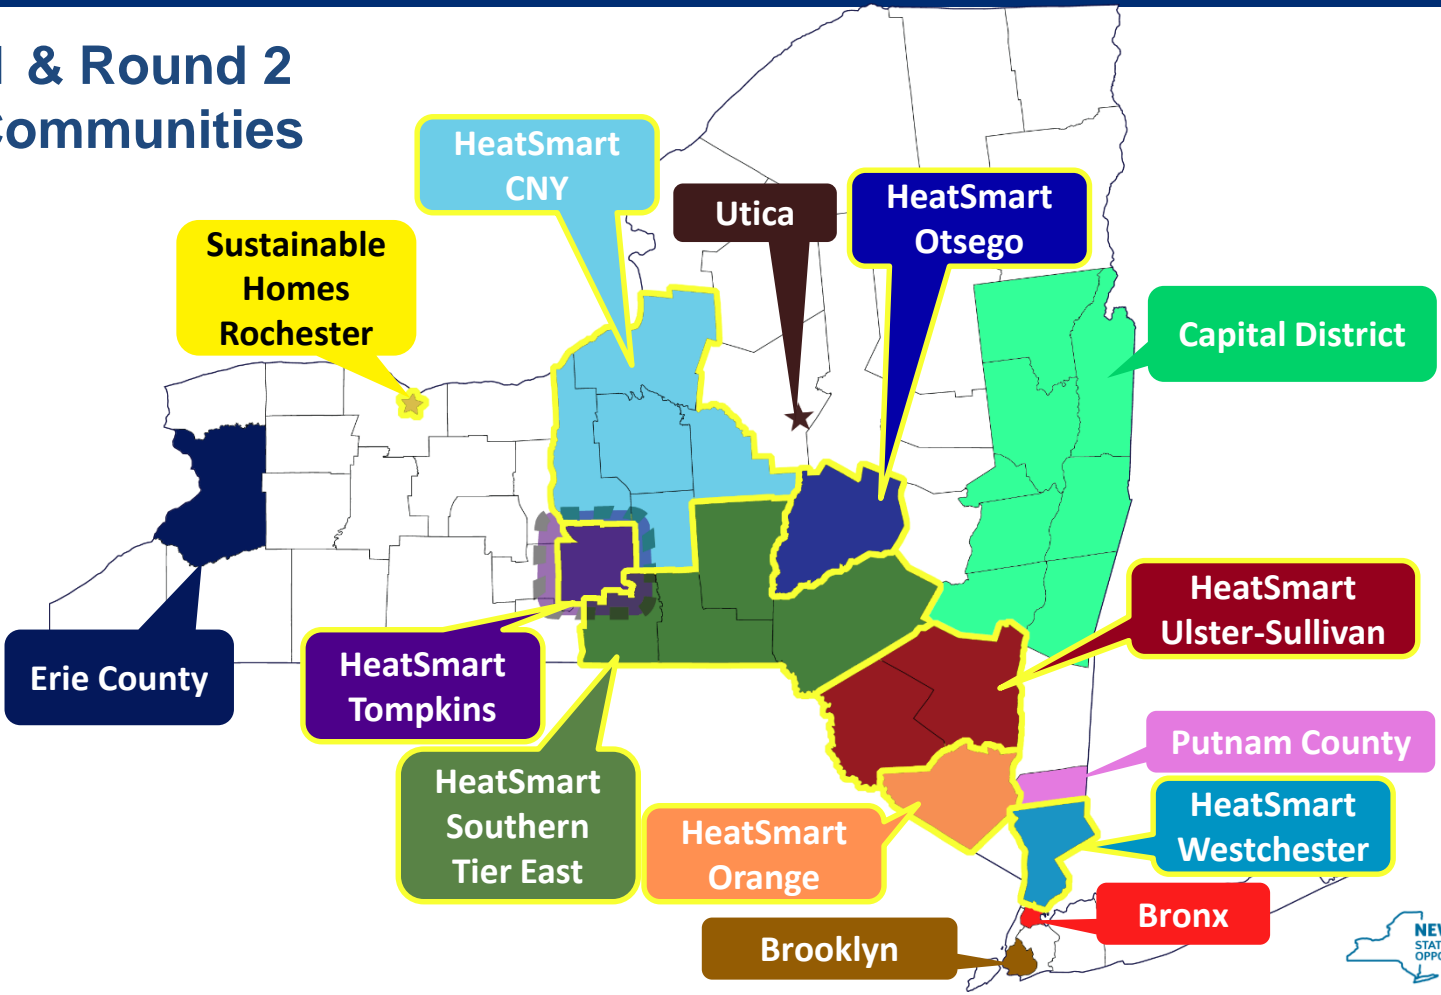 & Round 2
Communities
HeatSmart
CNY
Utica
HeatSmart
Otsego
Sustainable
Homes
Rochester
Capital District
HeatSmart
Ulster-Sullivan
Erie County
HeatSmart
Tompkins
Putnam County
HeatSmart
Southern
Tier East
HeatSmart
Orange
HeatSmart
Westchester
Bronx
Brooklyn